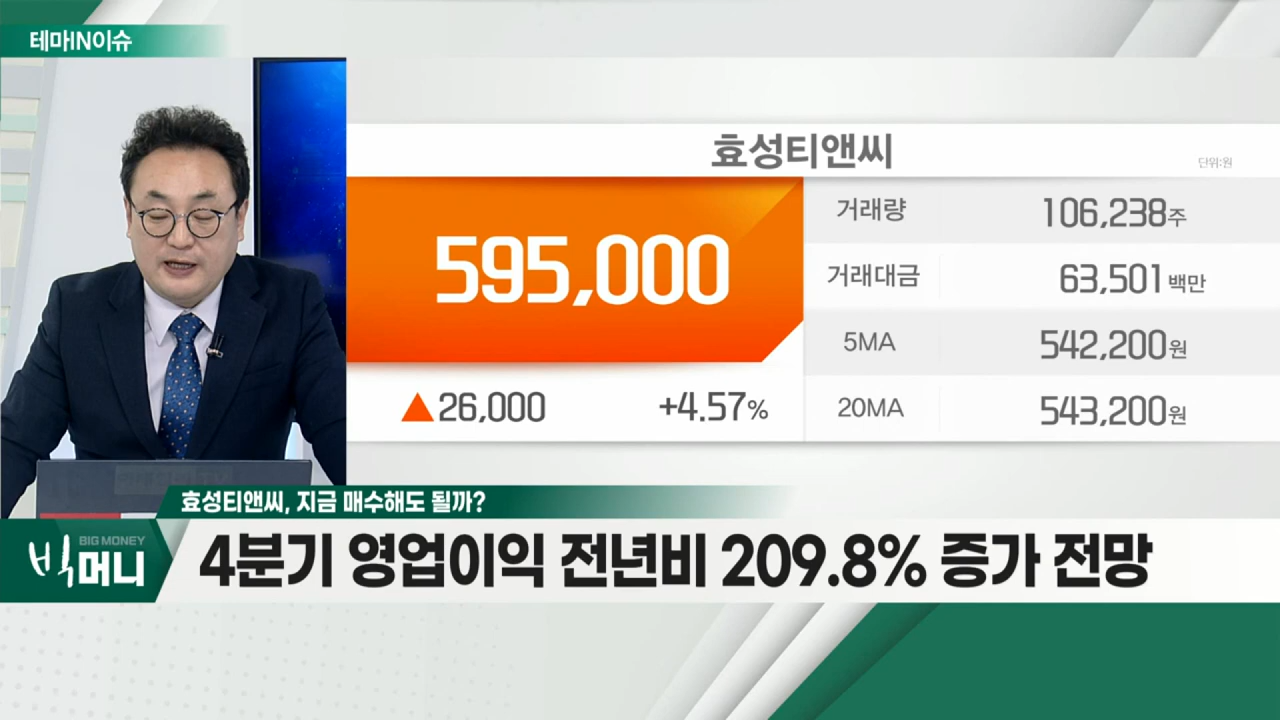 테마IN이슈
효성티앤씨
단위:원
595,000
▲26,000 +4.57%
거래량 106,238주
거래대금 63,501백만
5MA 542,200원
20MA 543,200원
효성티앤씨, 지금 매수해도 될까?
BIG MONEY
빅머니
4분기 영업이익 전년비 209.8% 증가 전망